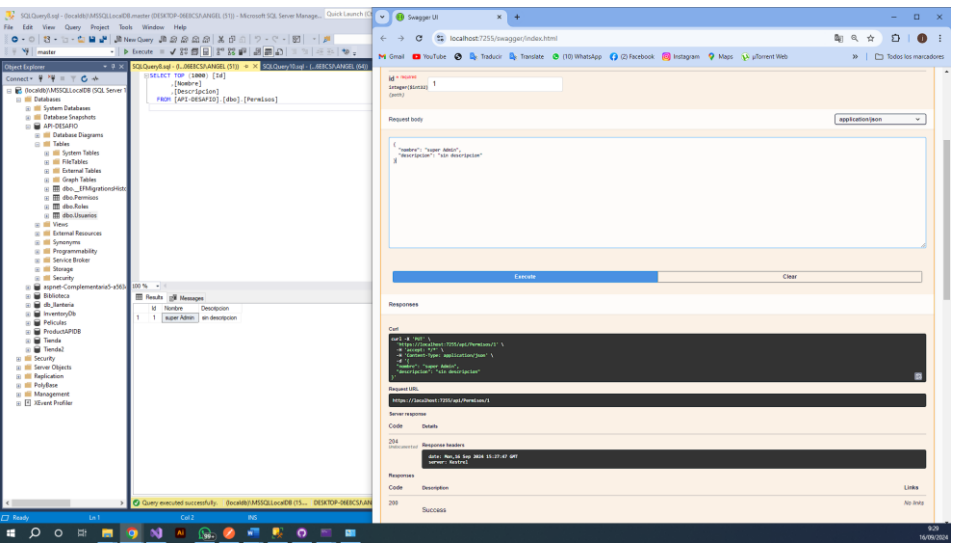 SQLQuery8.sql - (localdb)\MSSQLLocalDB.master (DESKTOP-06E8CSJ\ANGEL (51)) - Microsoft SQL Server Manage...
Quick Launch
File Edit View Query Project Tools Window Help
New Query
master
Execute
Object Explorer
Connect
(localdb)\MSSQLLocalDB (SQL Server 1
Databases
System Databases
Database Snapshots
API-DESAFIO
Database Diagrams
Tables
System Tables
FileTables
External Tables
Graph Tables
dbo.__EFMigrationsHisto
dbo.Permisos
dbo.Roles
dbo.Usuarios
Views
External Resources
Synonyms
Programmability
Service Broker
Storage
Security
aspnet-Complementaria5-a563
Biblioteca
db_llanteria
InventoryDb
Peliculas
ProductAPIDB
Tienda
Tienda2
Security
Server Objects
Replication
PolyBase
Management
XEvent Profiler
SELECT TOP (1000) [Id]
,[Nombre]
,[Descripcion]
FROM [API-DESAFIO].[dbo].[Permisos]
100 %
Results Messages
Id Nombre Descripcion
1 1 super Admin sin descripcion
Query executed successfully. (localdb)\MSSQLLocalDB (15...
Ready Ln 1 Col 2 INS
Swagger UI
localhost:7255/swagger/index.html
Gmail YouTube Traducir Translate (10) WhatsApp (2) Facebook Instagram Maps µTorrent Web Todos los marcadores
id * required
integer($int32)
(path)
1
Request body
application/json
{
"nombre": "super Admin",
"descripcion": "sin descripcion"
}
Execute Clear
Responses
Curl
curl -X 'PUT' \
'https://localhost:7255/api/Permisos/1' \
-H 'accept: */*' \
-H 'Content-Type: application/json' \
-d '{
"nombre": "super Admin",
"descripcion": "sin descripcion"
}'
Request URL
https://localhost:7255/api/Permisos/1
Server response
Code Details
204
Undocumented
Response headers
date: Mon,16 Sep 2024 15:27:47 GMT
server: Kestrel
Responses
Code Description Links
200
Success
No links
99+
9:29
16/09/2024